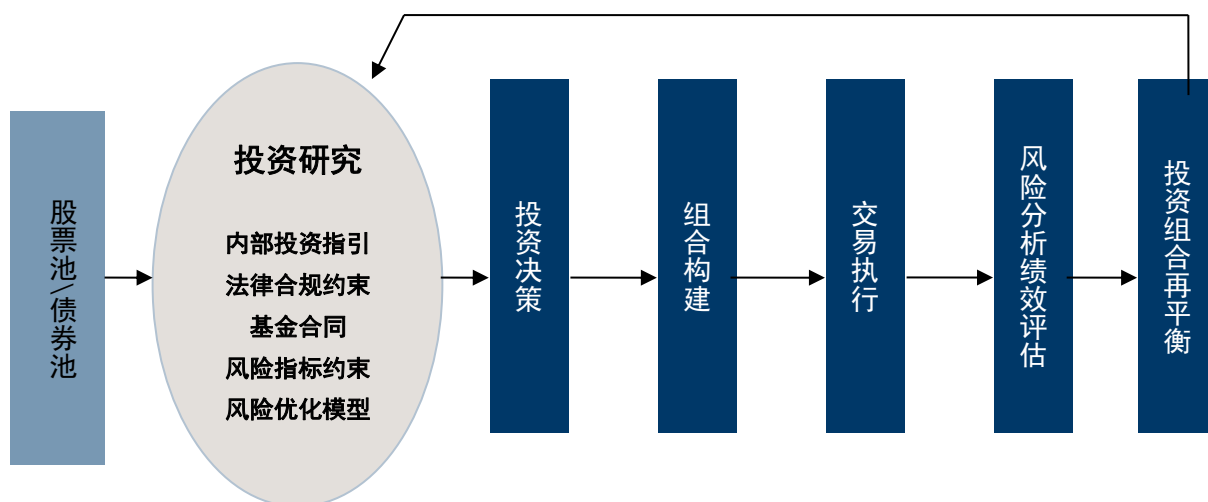 股票池\债券池
投资研究
内部投资指引
法律合规约束
基金合同
风险指标约束
风险优化模型
投资决策
组合构建
交易执行
风险分析绩效评估
投资组合再平衡